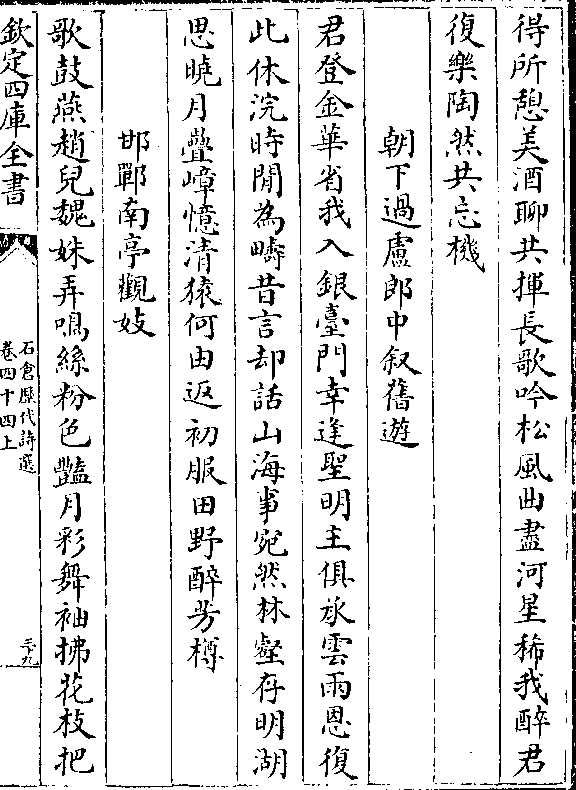 得所憩美酒聊共揮長歌吟松風曲盡河星稀我醉君
復樂陶然共忘機
朝下過盧郎中叙舊遊
君登金華省我入銀臺門幸逢聖明主俱承雲雨恩復
此休浣時閒為疇昔言却話山海事宛然林壑存明湖
思曉月疊嶂憶清猿何由返初服田野醉芳樽
邯鄲南亭觀妓
歌鼓燕趙兒魏姝弄鳴絲粉色豔月彩舞袖拂花枝把
欽定四庫全書
石倉歷代詩選
卷四十四上
三十九